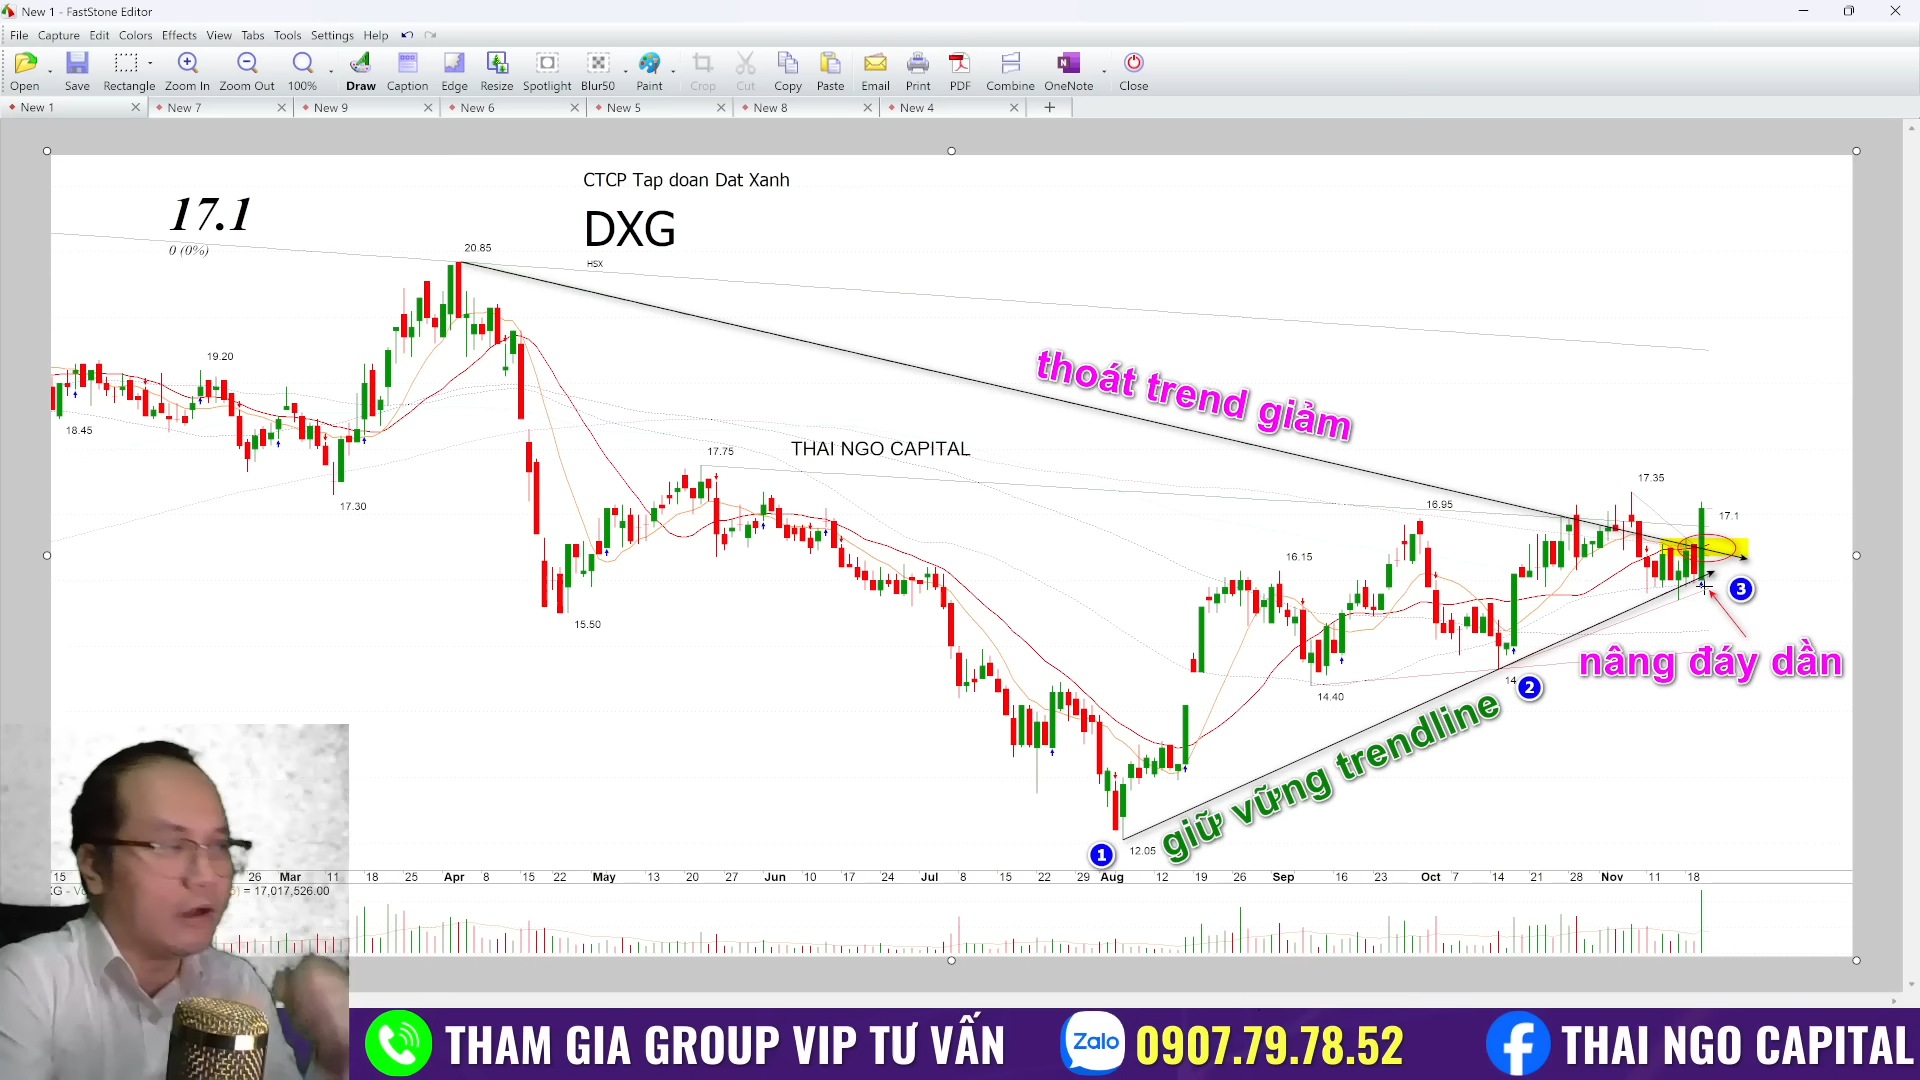 New 1 - FastStone Editor
File Capture Edit Colors Effects View Tabs Tools Settings Help
Open Save Rectangle Zoom In Zoom Out 100% Draw Caption Edge Resize Spotlight Blur50 Paint Crop Cut Copy Paste Email Print PDF Combine OneNote Close
New 1 New 7 New 9 New 6 New 5 New 8 New 4
CTCP Tap doan Dat Xanh
17.1
DXG
0 (0%)
20.85
HSX
19.20
thoát trend giảm
18.45
17.75
THAI NGO CAPITAL
17.35
17.30
16.95
17.1
16.15
3
15.50
nâng đáy dần
14.40
14
2
giữ vững trendline
1
12.05
15 26 Mar 11 18 25 Apr 8 15 22 May 13 20 27 Jun 10 17 24 Jul 8 15 22 29 Aug 12 19 26 Sep 16 23 Oct 7 14 21 28 Nov 11 18
= 17,017,526.00
THAM GIA GROUP VIP TƯ VẤN
Zalo 0907.79.78.52
THAI NGO CAPITAL